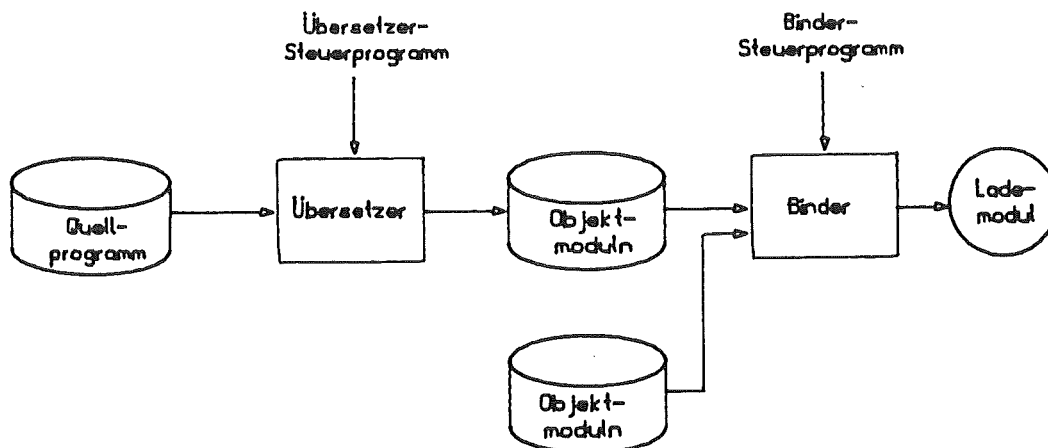 Übersetzer-
Steuerprogramm
Binder-
Steuerprogramm
Quell-
programm
Übersetzer
Objekt-
moduln
Binder
Lade-
modul
Objekt-
moduln